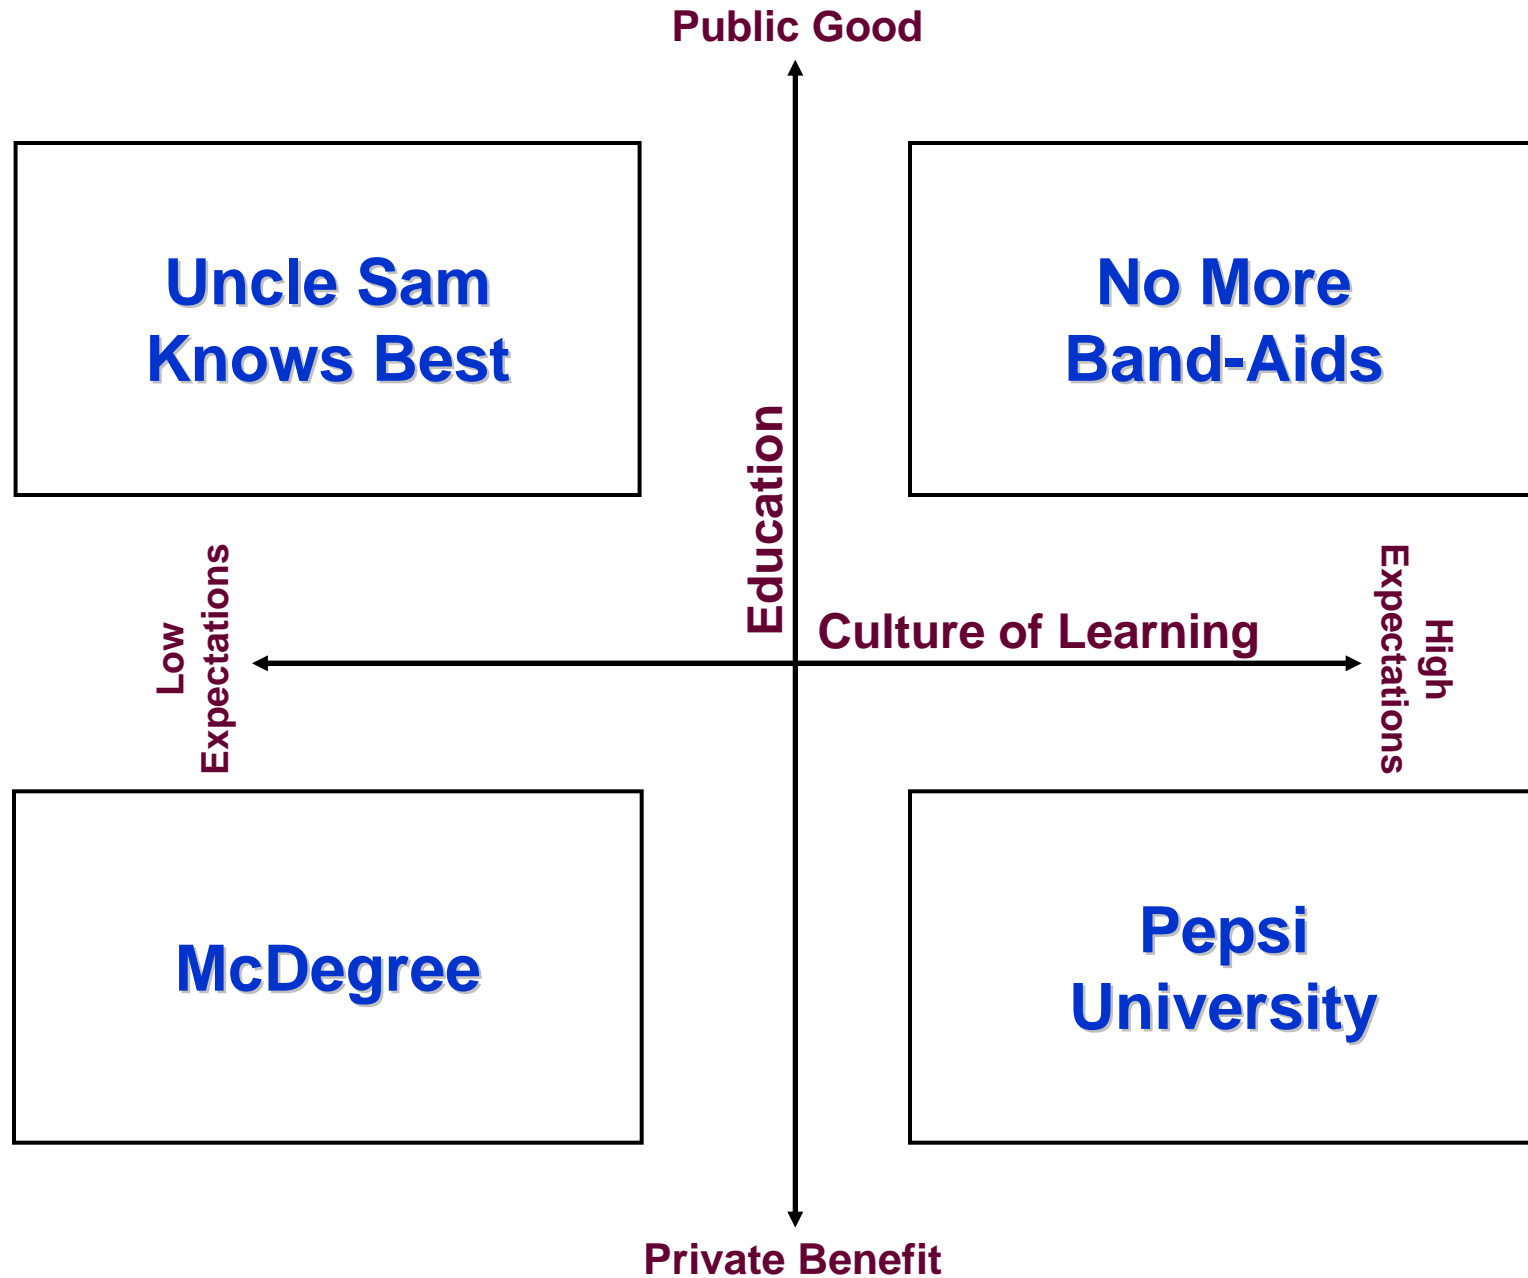 Public Good
Uncle Sam
Knows Best
No More
Band-Aids
Education
Culture of Learning
Low
Expectations
High
Expectations
McDegree
Pepsi
University
Private Benefit